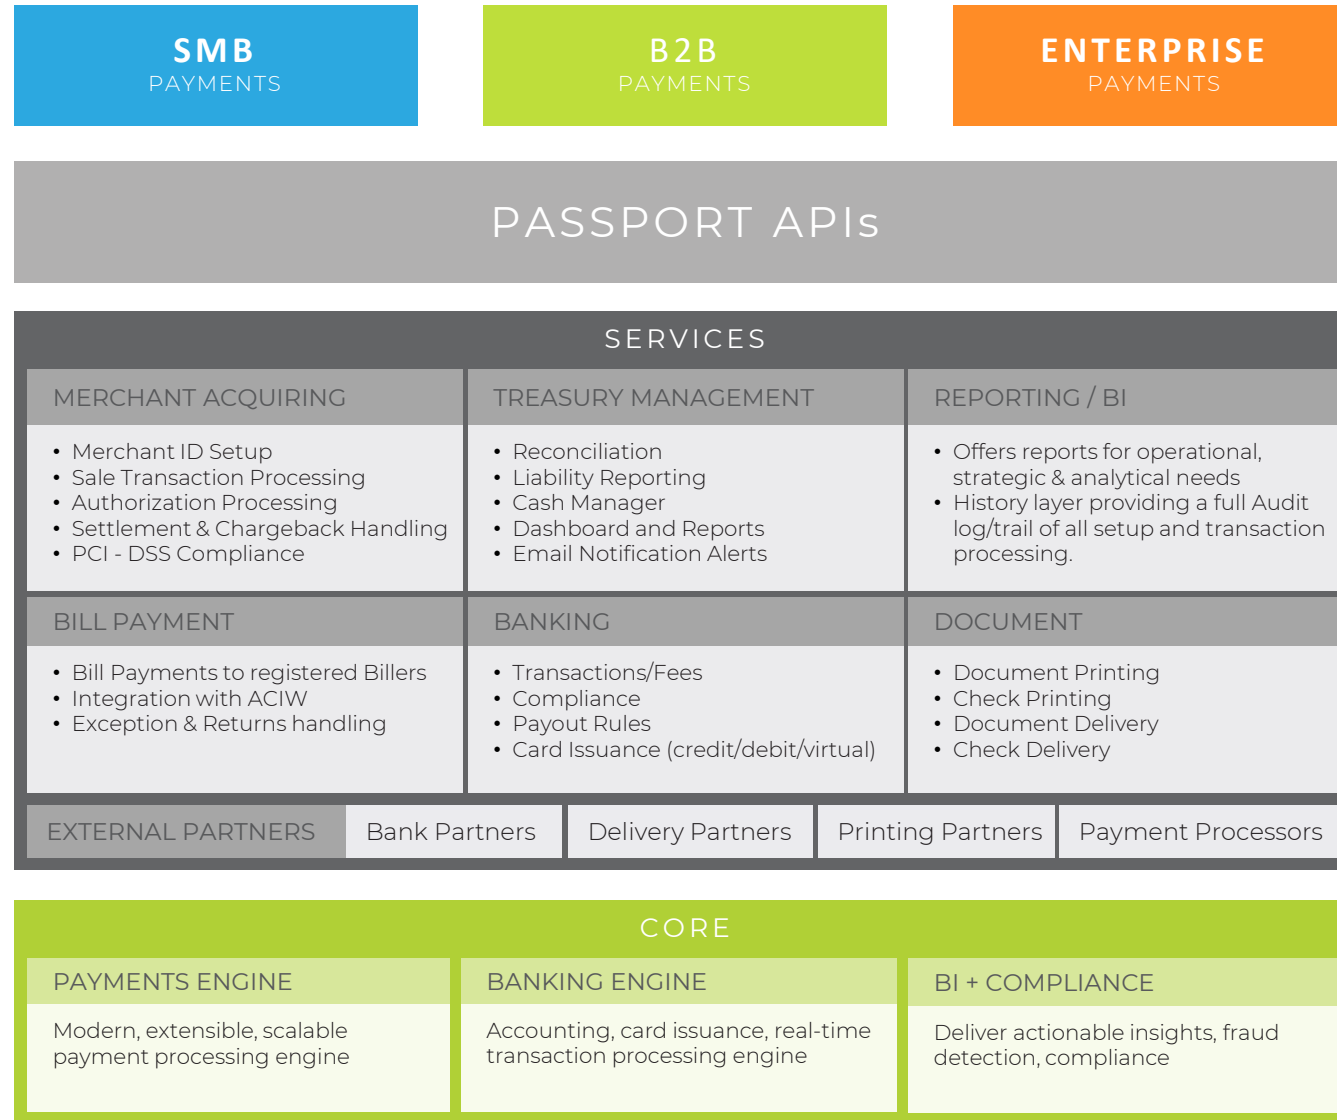 SMB
PAYMENTS
B2B
PAYMENTS
ENTERPRISE
PAYMENTS
PASSPORT APIs
SERVICES
MERCHANT ACQUIRING
• Merchant ID Setup
• Sale Transaction Processing
• Authorization Processing
• Settlement & Chargeback Handling
• PCI - DSS Compliance
TREASURY MANAGEMENT
• Reconciliation
• Liability Reporting
• Cash Manager
• Dashboard and Reports
• Email Notification Alerts
REPORTING / BI
• Offers reports for operational,
strategic & analytical needs
• History layer providing a full Audit
log/trail of all setup and transaction
processing.
BILL PAYMENT
• Bill Payments to registered Billers
• Integration with ACIW
• Exception & Returns handling
BANKING
• Transactions/Fees
• Compliance
• Payout Rules
• Card Issuance (credit/debit/virtual)
DOCUMENT
• Document Printing
• Check Printing
• Document Delivery
• Check Delivery
EXTERNAL PARTNERS
Bank Partners
Delivery Partners
Printing Partners
Payment Processors
CORE
PAYMENTS ENGINE
Modern, extensible, scalable
payment processing engine
BANKING ENGINE
Accounting, card issuance, real-time
transaction processing engine
BI + COMPLIANCE
Deliver actionable insights, fraud
detection, compliance